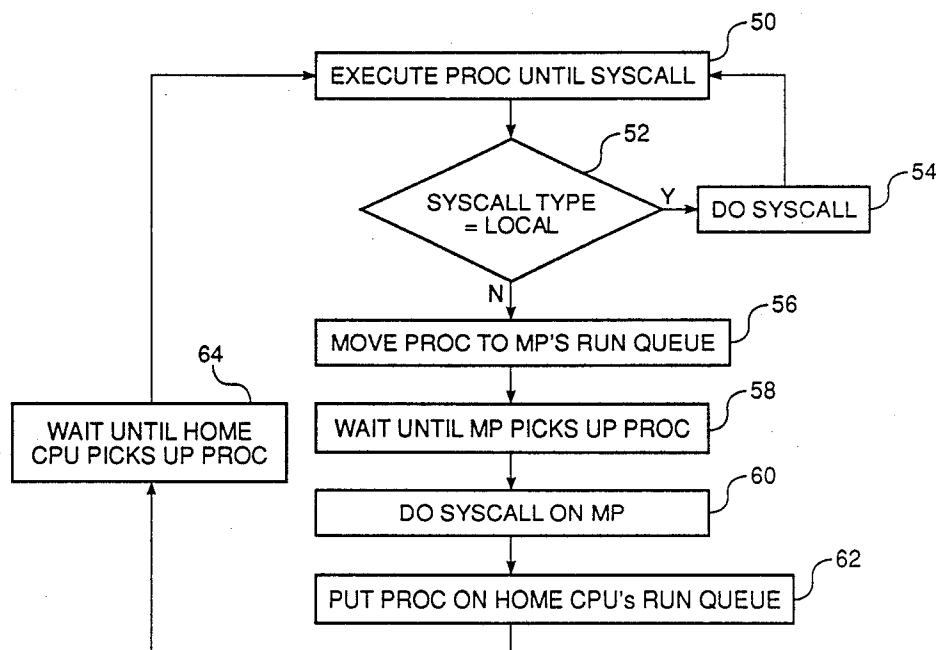 50
EXECUTE PROC UNTIL SYSCALL
52
SYSCALL TYPE
= LOCAL
Y
54
DO SYSCALL
N
56
MOVE PROC TO MP'S RUN QUEUE
64
WAIT UNTIL HOME
CPU PICKS UP PROC
58
WAIT UNTIL MP PICKS UP PROC
60
DO SYSCALL ON MP
62
PUT PROC ON HOME CPU's RUN QUEUE